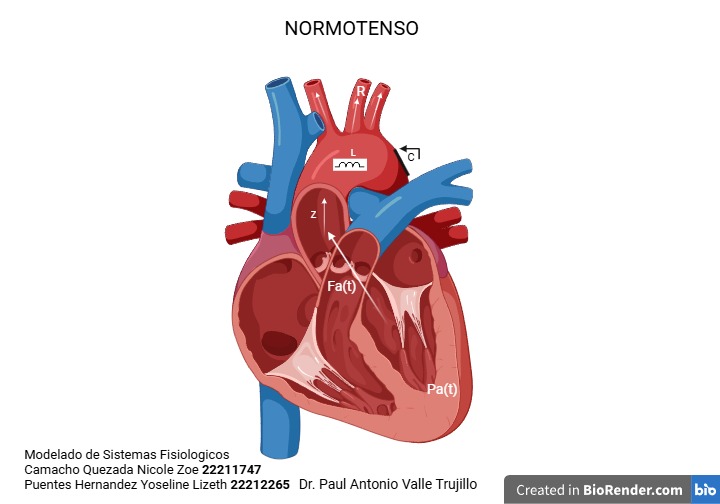 NORMOTENSO
R
L
C
z
Fa(t)
Pa(t)
Modelado de Sistemas Fisiologicos
Camacho Quezada Nicole Zoe 22211747
Puentes Hernandez Yoseline Lizeth 22212265 Dr. Paul Antonio Valle Trujillo
Created in BioRender.com bio